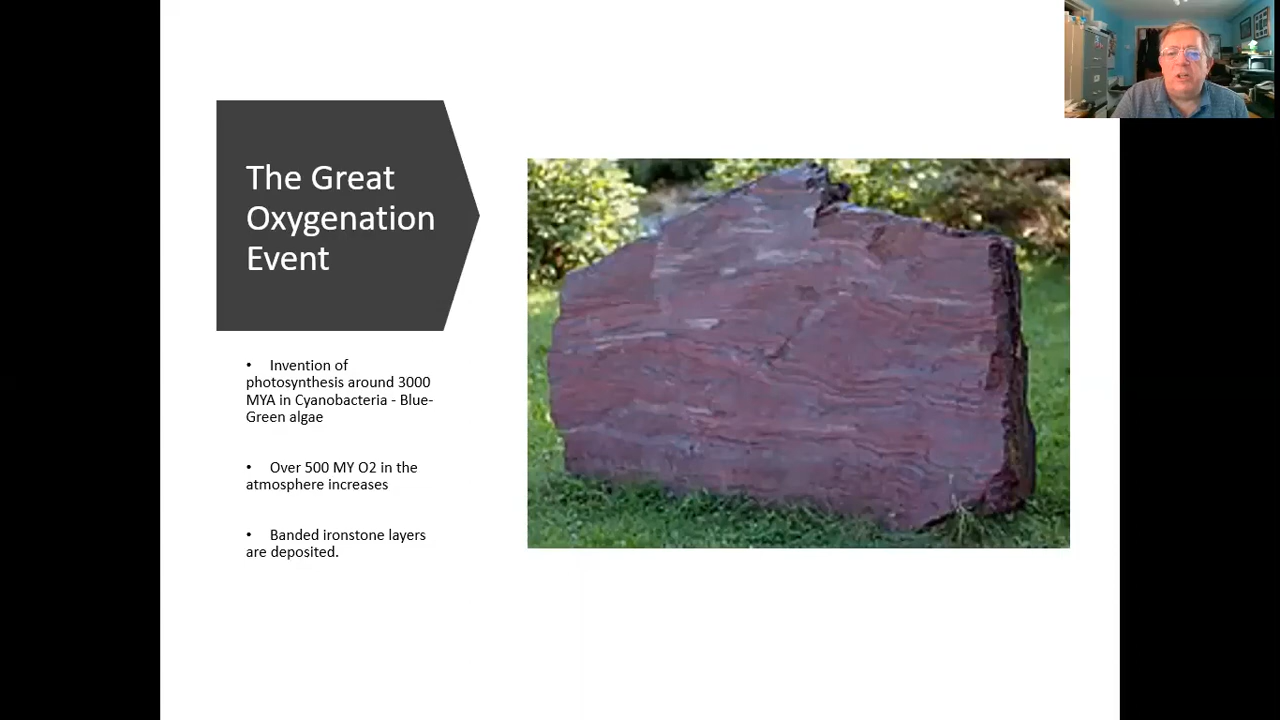 The Great
Oxygenation
Event
• Invention of
photosynthesis around 3000
MYA in Cyanobacteria - Blue-
Green algae
• Over 500 MY O2 in the
atmosphere increases
• Banded ironstone layers
are deposited.